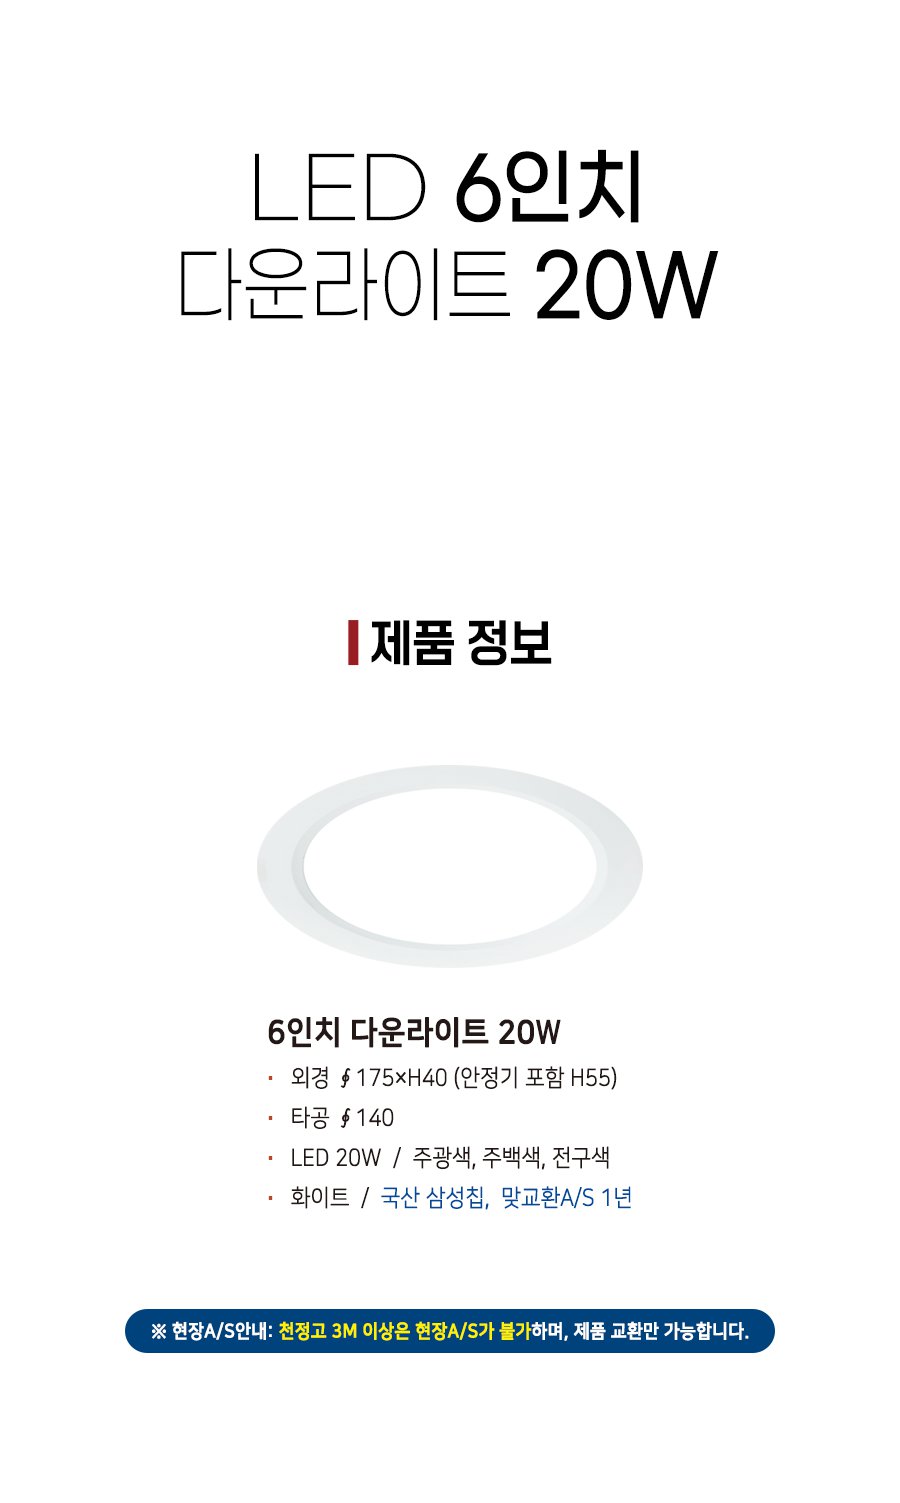 LED 6인치
다운라이트 20W
제품 정보
6인치 다운라이트 20W
· 외경 ∮175×H40 (안정기 포함 H55)
· 타공 ∮140
· LED 20W / 주광색, 주백색, 전구색
· 화이트 / 국산 삼성칩, 맞교환A/S 1년
※ 현장A/S안내: 천정고 3M 이상은 현장A/S가 불가하며, 제품 교환만 가능합니다.